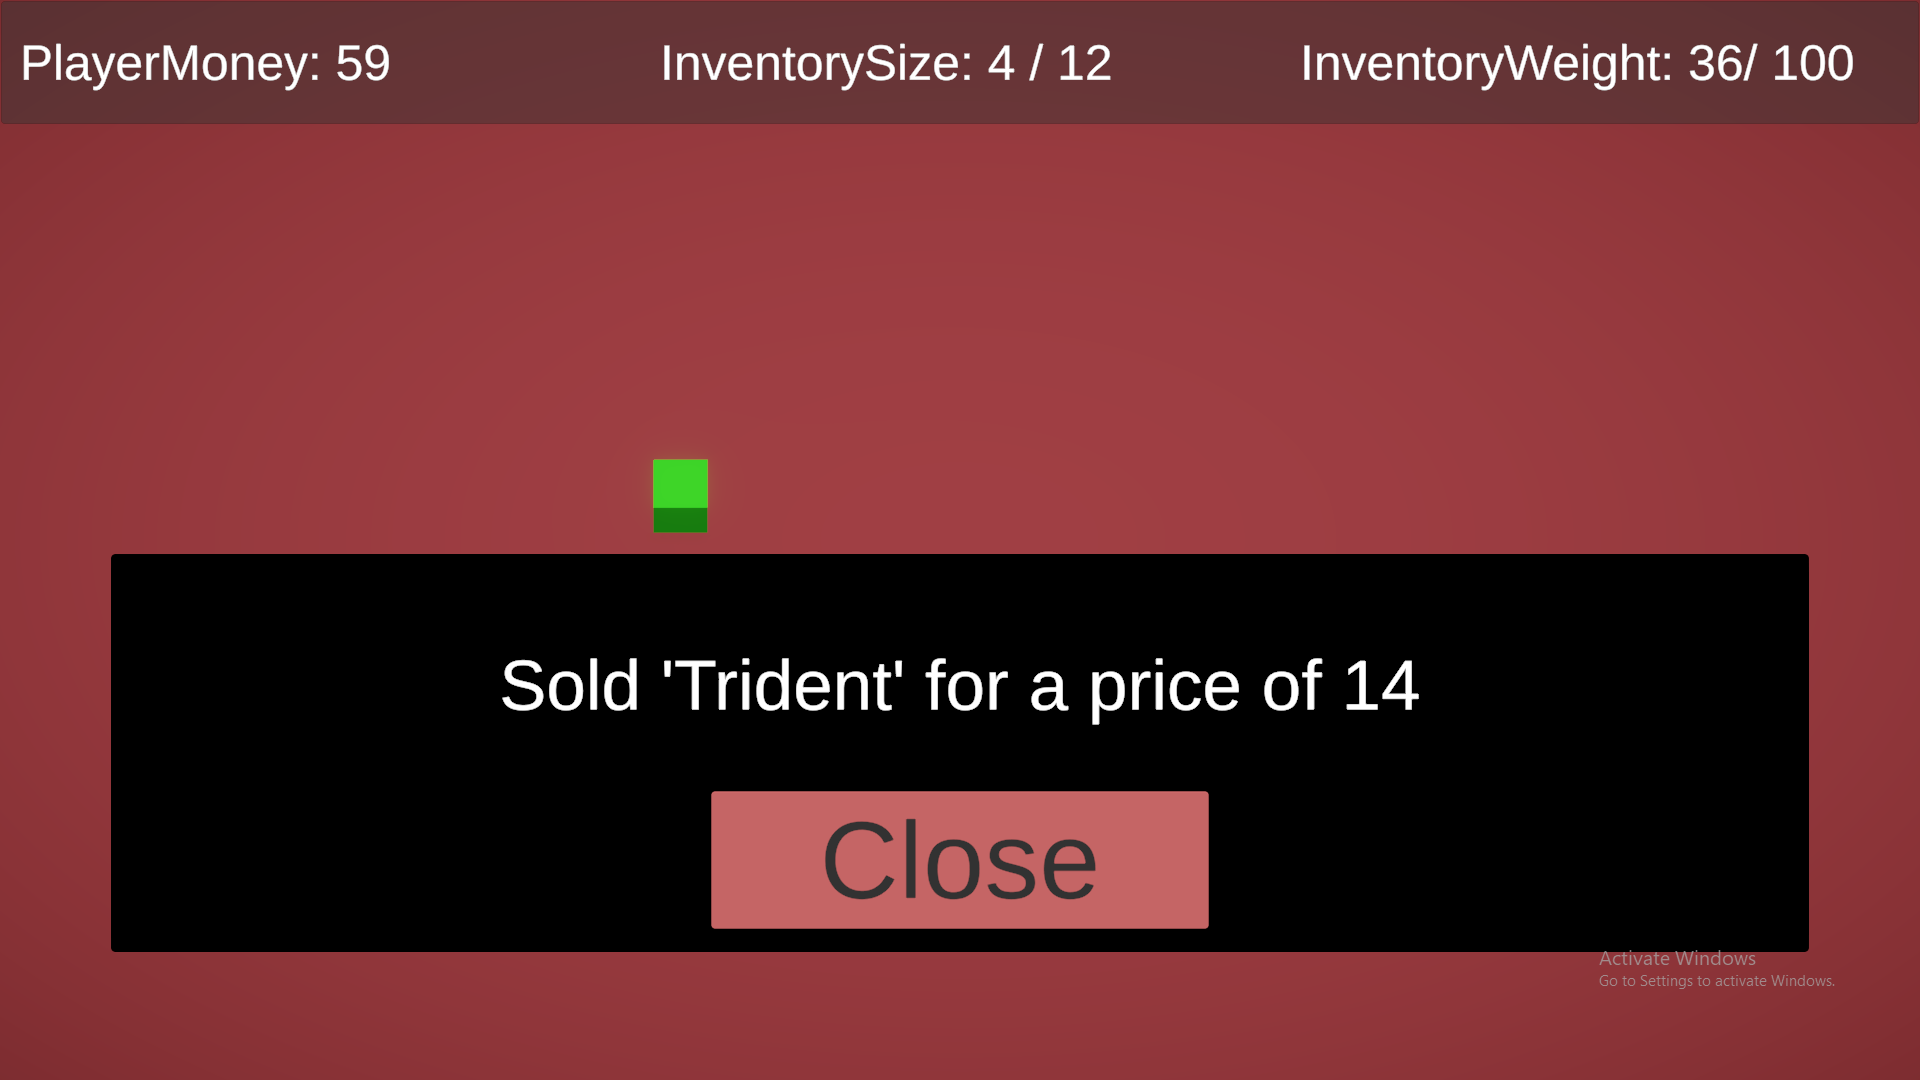 PlayerMoney: 59
InventorySize: 4 / 12
InventoryWeight: 36/ 100
Sold 'Trident' for a price of 14
Close
Activate Windows
Go to Settings to activate Windows.